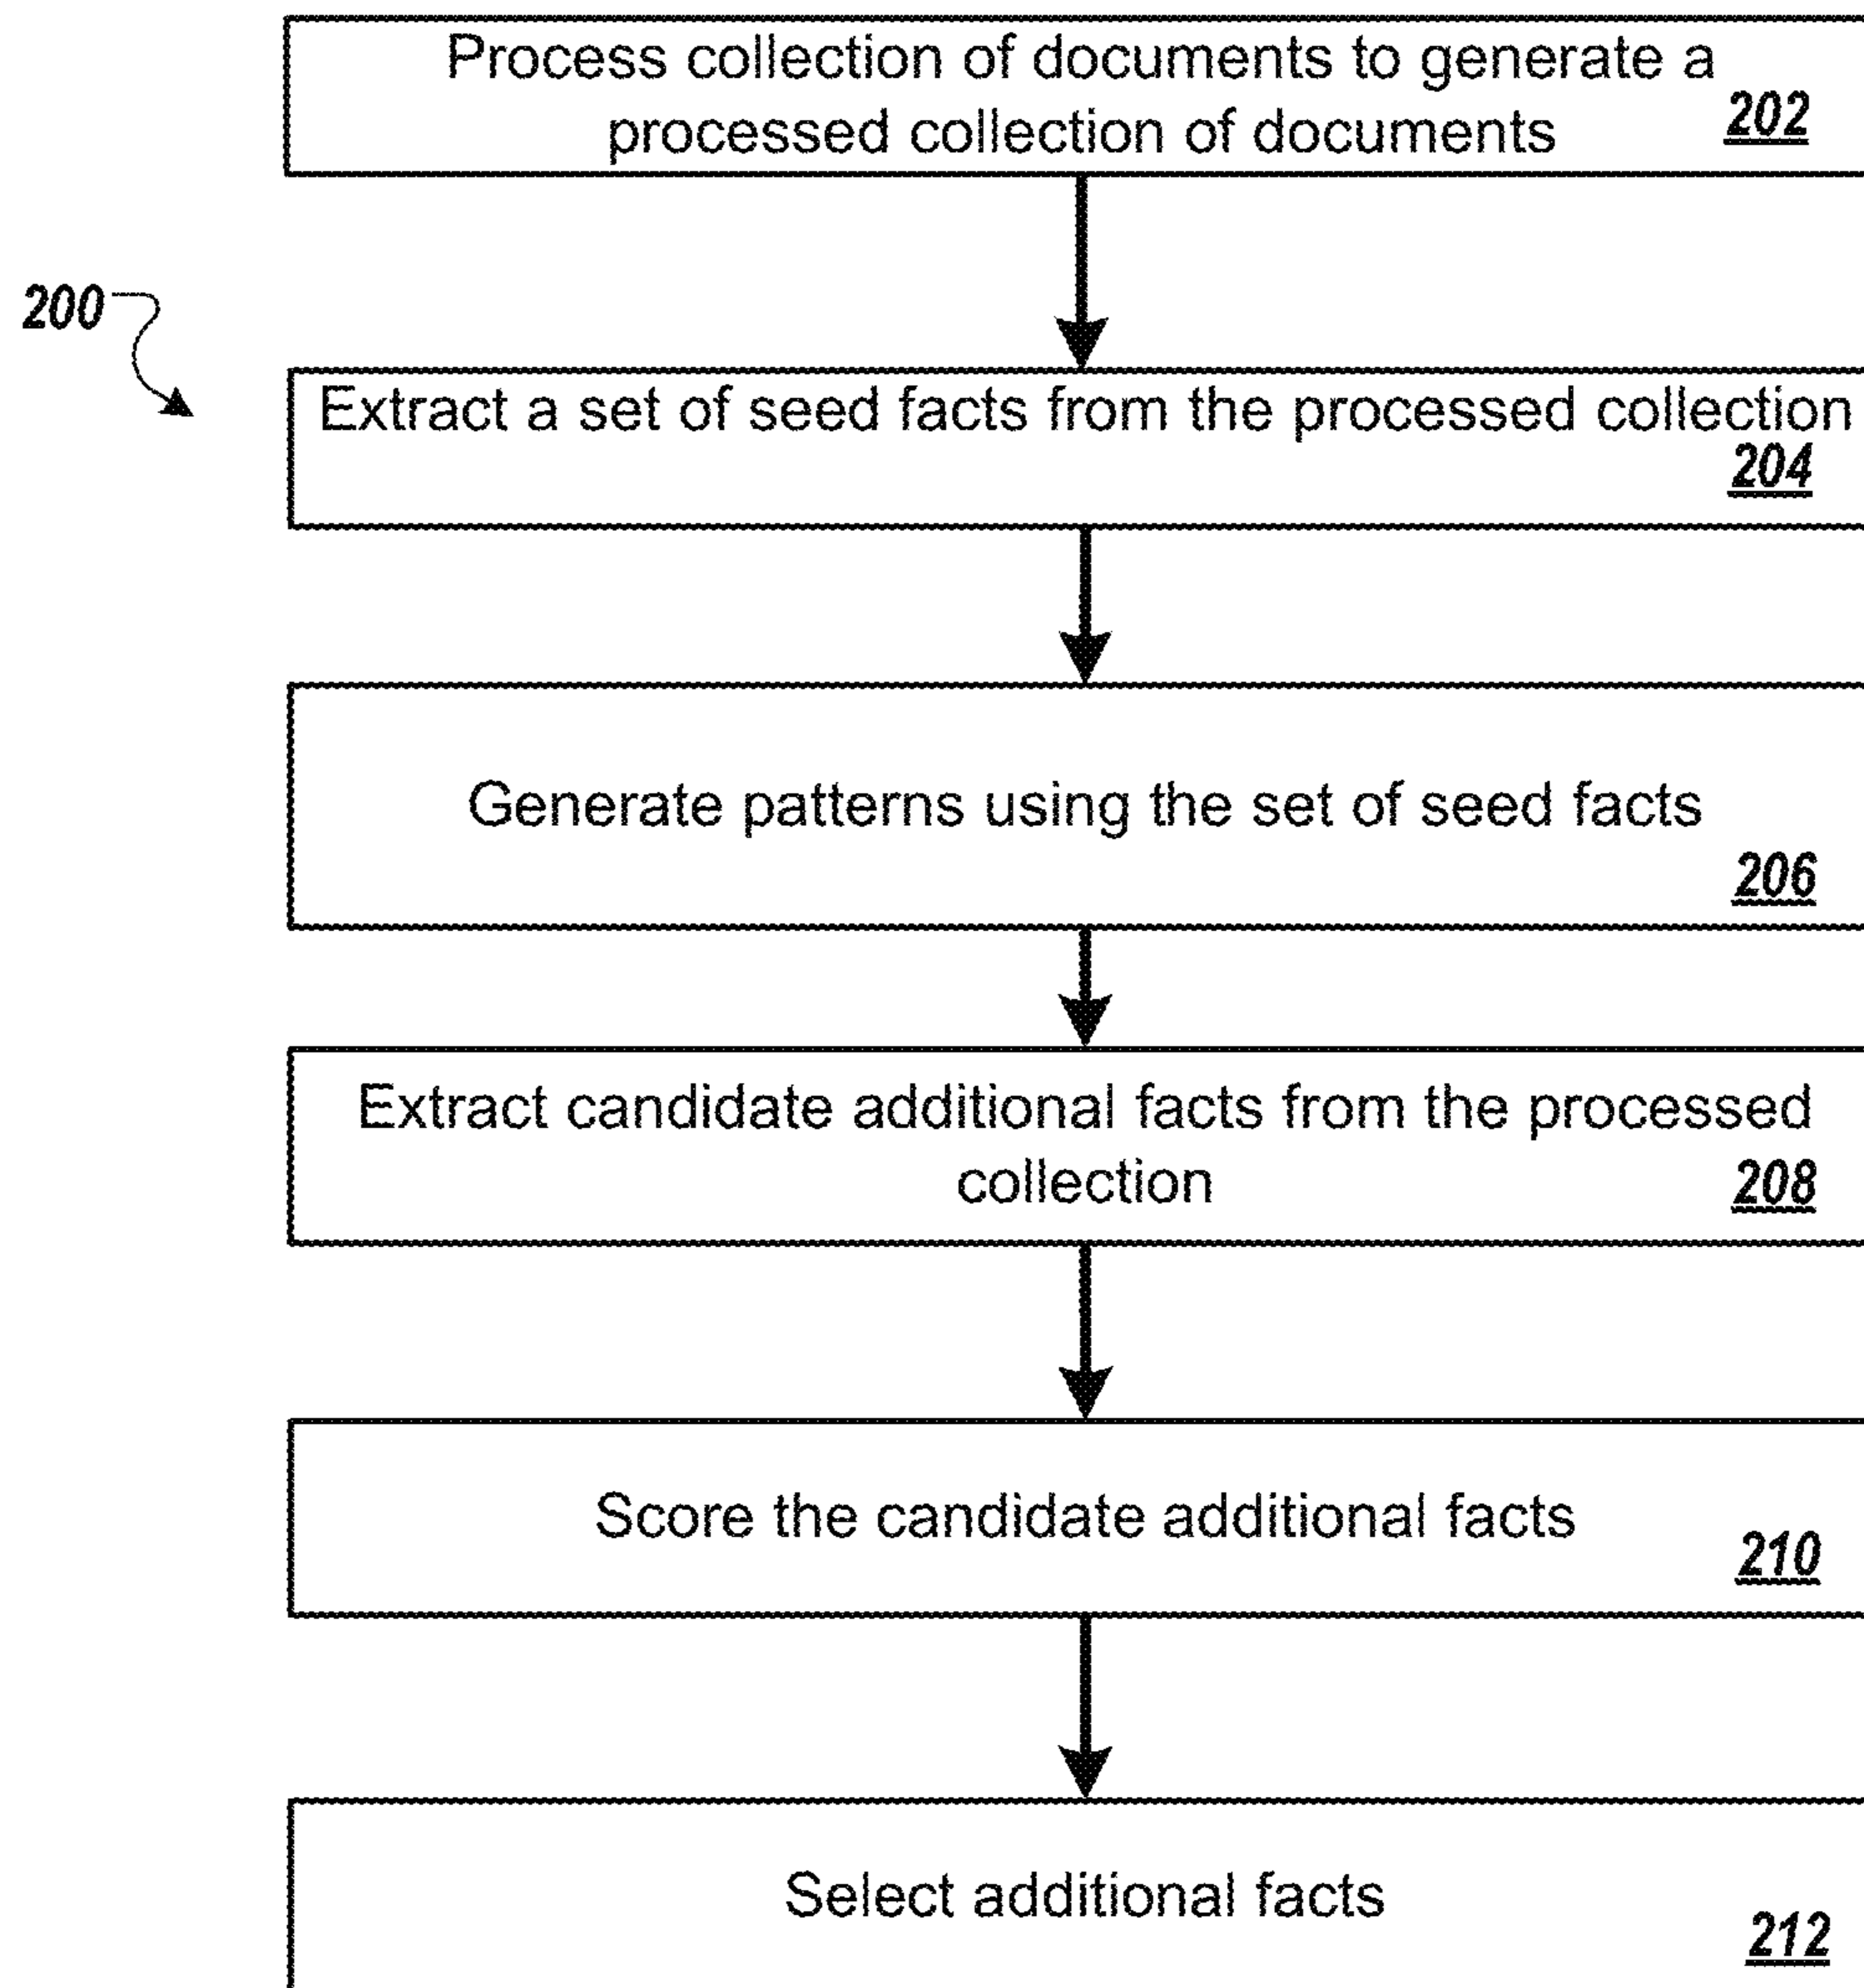 Process collection of documents to generate a
processed collection of documents
202
200
Extract a set of seed facts from the processed collection
204
Generate patterns using the set of seed facts
206
Extract candidate additional facts from the processed
collection
208
Score the candidate additional facts
210
Select additional facts
212